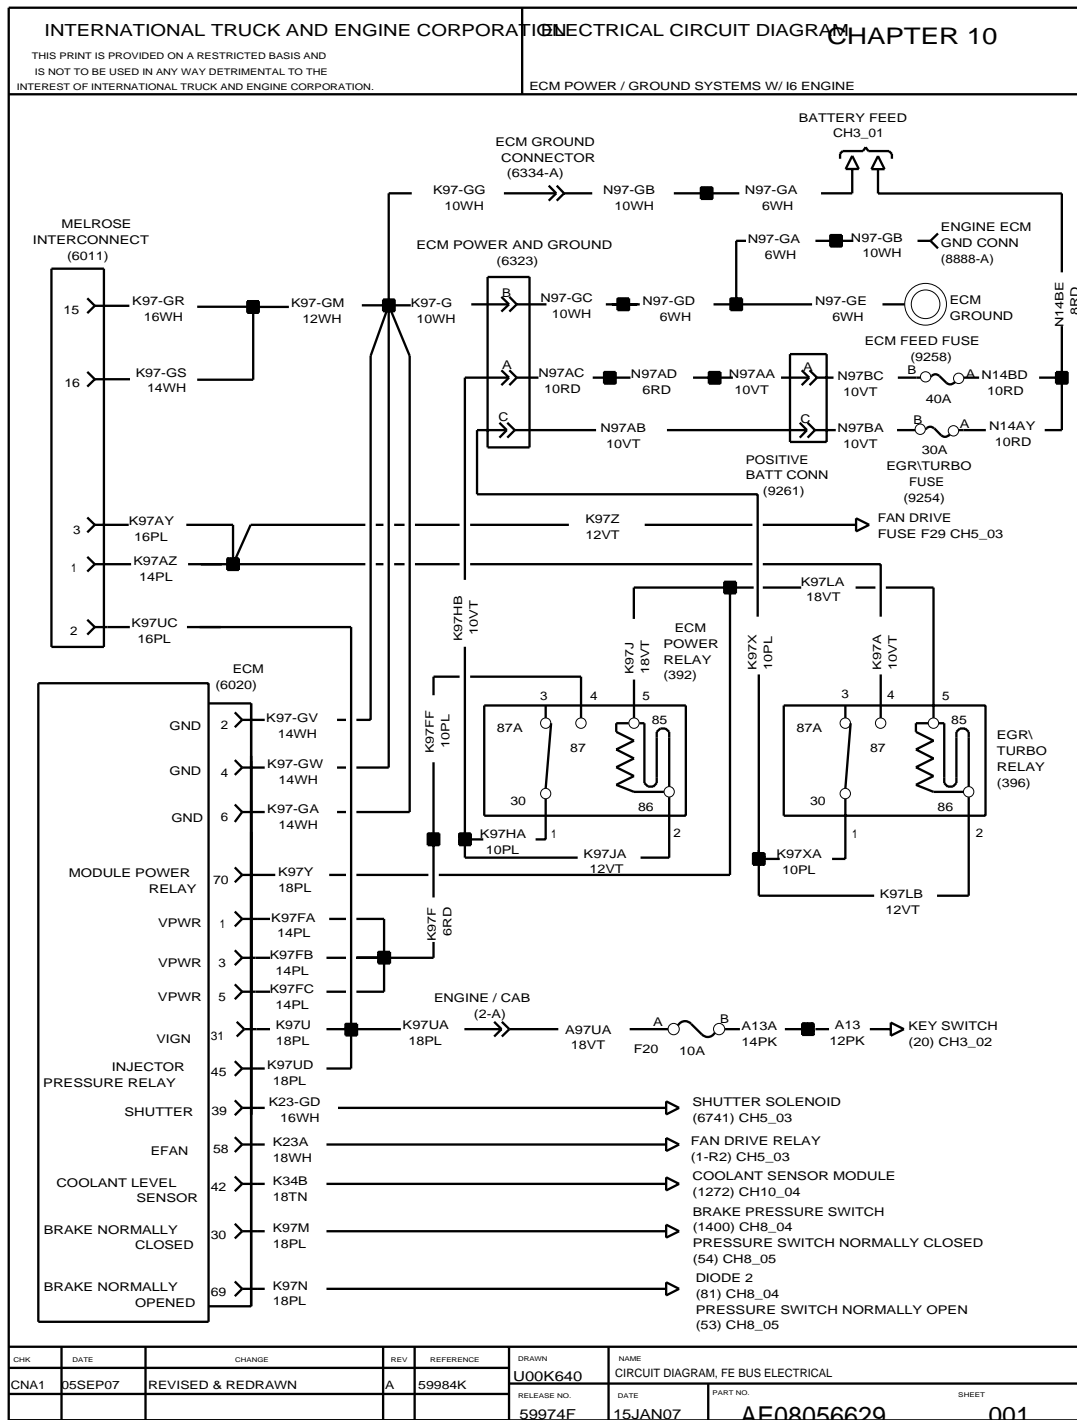 INTERNATIONAL TRUCK AND ENGINE CORPORATION
ELECTRICAL CIRCUIT DIAGRAM
CHAPTER 10
THIS PRINT IS PROVIDED ON A RESTRICTED BASIS AND
IS NOT TO BE USED IN ANY WAY DETRIMENTAL TO THE
INTEREST OF INTERNATIONAL TRUCK AND ENGINE CORPORATION.
ECM POWER / GROUND SYSTEMS W/ I6 ENGINE
BATTERY FEED
CH3_01
ECM GROUND
CONNECTOR
(6334-A)
K97-GG
10WH
N97-GB
10WH
N97-GA
6WH
MELROSE
INTERCONNECT
(6011)
ECM POWER AND GROUND
(6323)
N97-GA
6WH
N97-GB
10WH
ENGINE ECM
GND CONN
(8888-A)
15
K97-GR
16WH
K97-GM
12WH
K97-G
10WH
B
N97-GC
10WH
N97-GD
6WH
N97-GE
6WH
ECM
GROUND
N14BE
8RD
16
K97-GS
14WH
ECM FEED FUSE
(9258)
A
N97AC
10RD
N97AD
6RD
N97AA
10VT
A
N97BC
10VT
B
A
40A
N14BD
10RD
C
N97AB
10VT
C
N97BA
10VT
B
A
30A
N14AY
10RD
POSITIVE
BATT CONN
(9261)
EGR\TURBO
FUSE
(9254)
3
K97AY
16PL
K97Z
12VT
FAN DRIVE
FUSE F29 CH5_03
1
K97AZ
14PL
2
K97UC
16PL
K97HB
10VT
K97J
18VT
ECM
POWER
RELAY
(392)
K97LA
18VT
K97X
10PL
K97A
10VT
ECM
(6020)
K97FF
10PL
3
4
5
87A
87
85
30
86
1
2
3
4
5
87A
87
85
30
86
1
2
EGR\
TURBO
RELAY
(396)
GND
2
K97-GV
14WH
GND
4
K97-GW
14WH
GND
6
K97-GA
14WH
K97HA
10PL
K97JA
12VT
K97XA
10PL
K97LB
12VT
MODULE POWER
RELAY
70
K97Y
18PL
VPWR
1
K97FA
14PL
K97F
6RD
VPWR
3
K97FB
14PL
VPWR
5
K97FC
14PL
VIGN
31
K97U
18PL
K97UA
18PL
ENGINE / CAB
(2-A)
A97UA
18VT
A
B
F20
10A
A13A
14PK
A13
12PK
KEY SWITCH
(20) CH3_02
INJECTOR
PRESSURE RELAY
45
K97UD
18PL
SHUTTER
39
K23-GD
16WH
SHUTTER SOLENOID
(6741) CH5_03
EFAN
58
K23A
18WH
FAN DRIVE RELAY
(1-R2) CH5_03
COOLANT LEVEL
SENSOR
42
K34B
18TN
COOLANT SENSOR MODULE
(1272) CH10_04
BRAKE NORMALLY
CLOSED
30
K97M
18PL
BRAKE PRESSURE SWITCH
(1400) CH8_04
PRESSURE SWITCH NORMALLY CLOSED
(54) CH8_05
BRAKE NORMALLY
OPENED
69
K97N
18PL
DIODE 2
(81) CH8_04
PRESSURE SWITCH NORMALLY OPEN
(53) CH8_05
CHK
DATE
CHANGE
REV
REFERENCE
DRAWN
NAME
CNA1
05SEP07
REVISED & REDRAWN
A
59984K
U00K640
CIRCUIT DIAGRAM, FE BUS ELECTRICAL
RELEASE NO.
DATE
PART NO.
SHEET
59974F
15JAN07
AE08056629
001